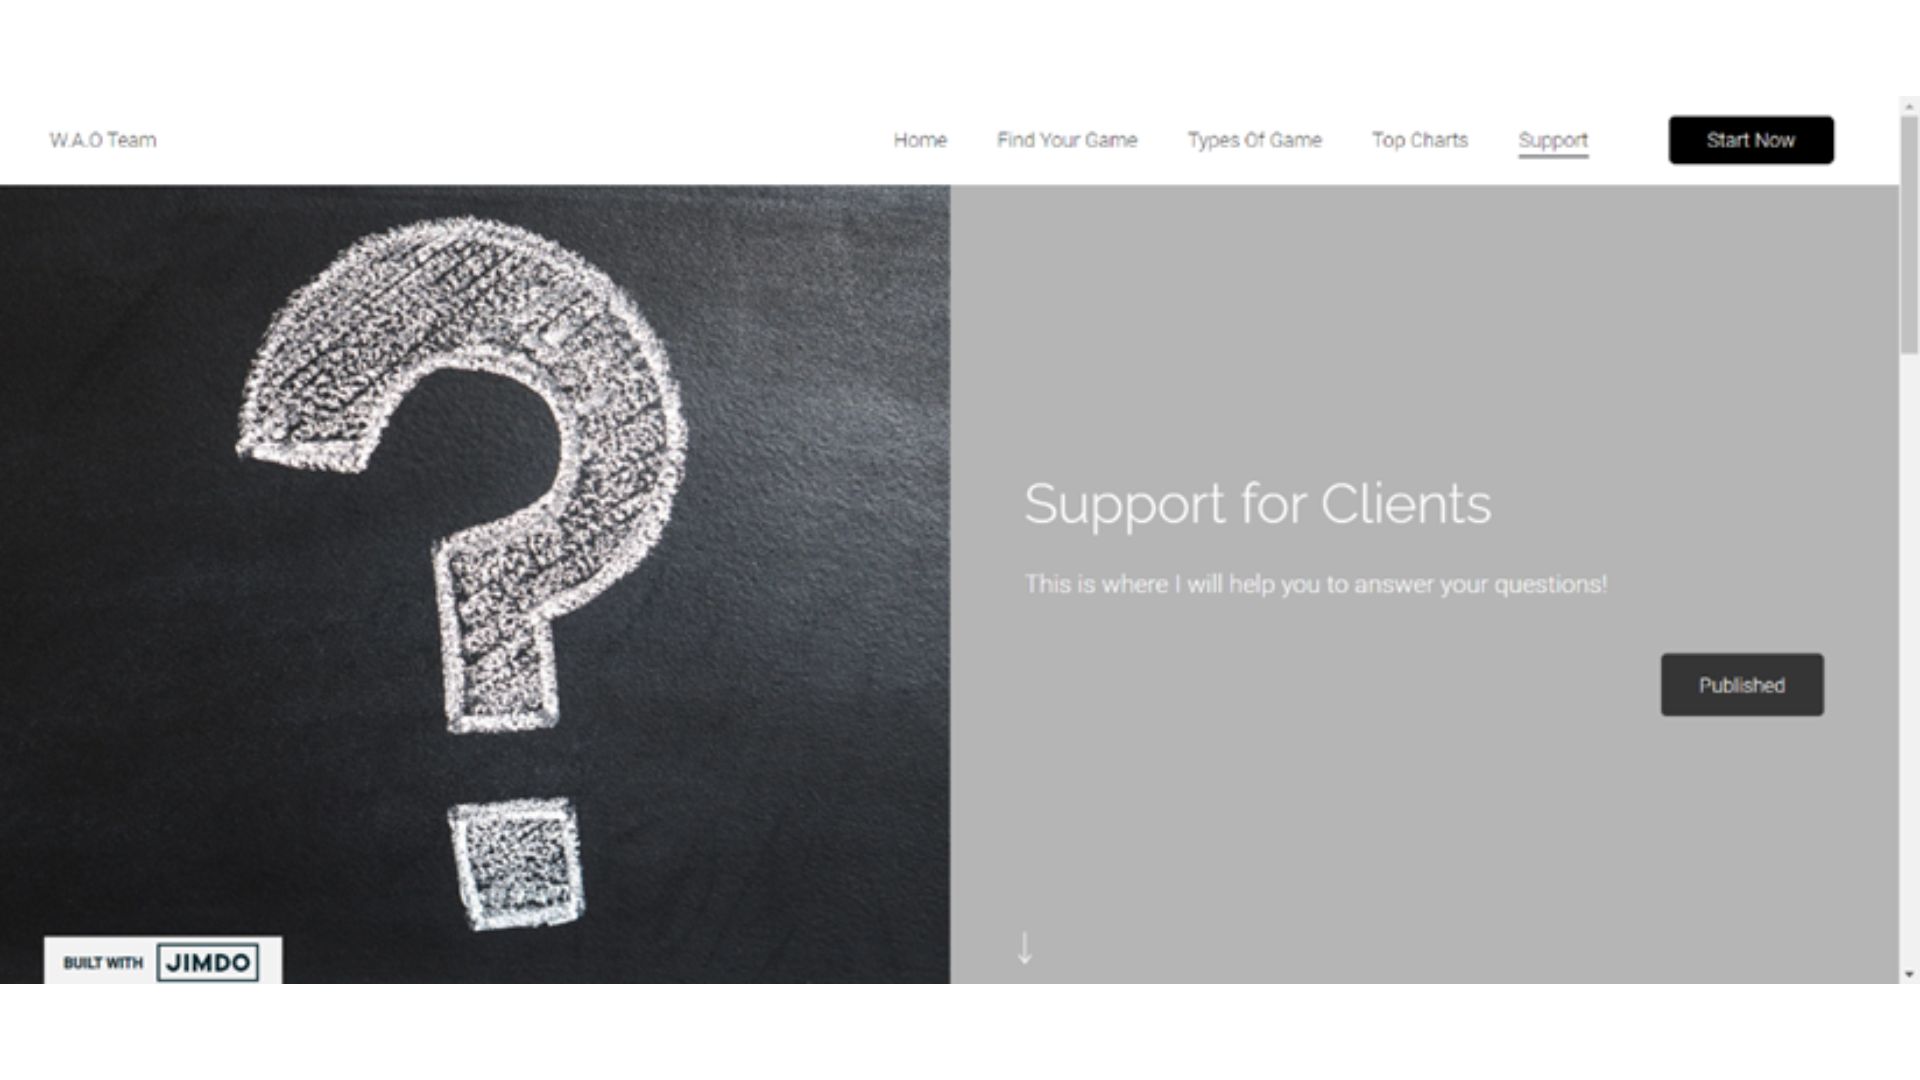 W.A.O Team
Home
Find Your Game
Types Of Game
Top Charts
Support
Start Now
Support for Clients
This is where I will help you to answer your questions!
Published
BUILT WITH JIMDO